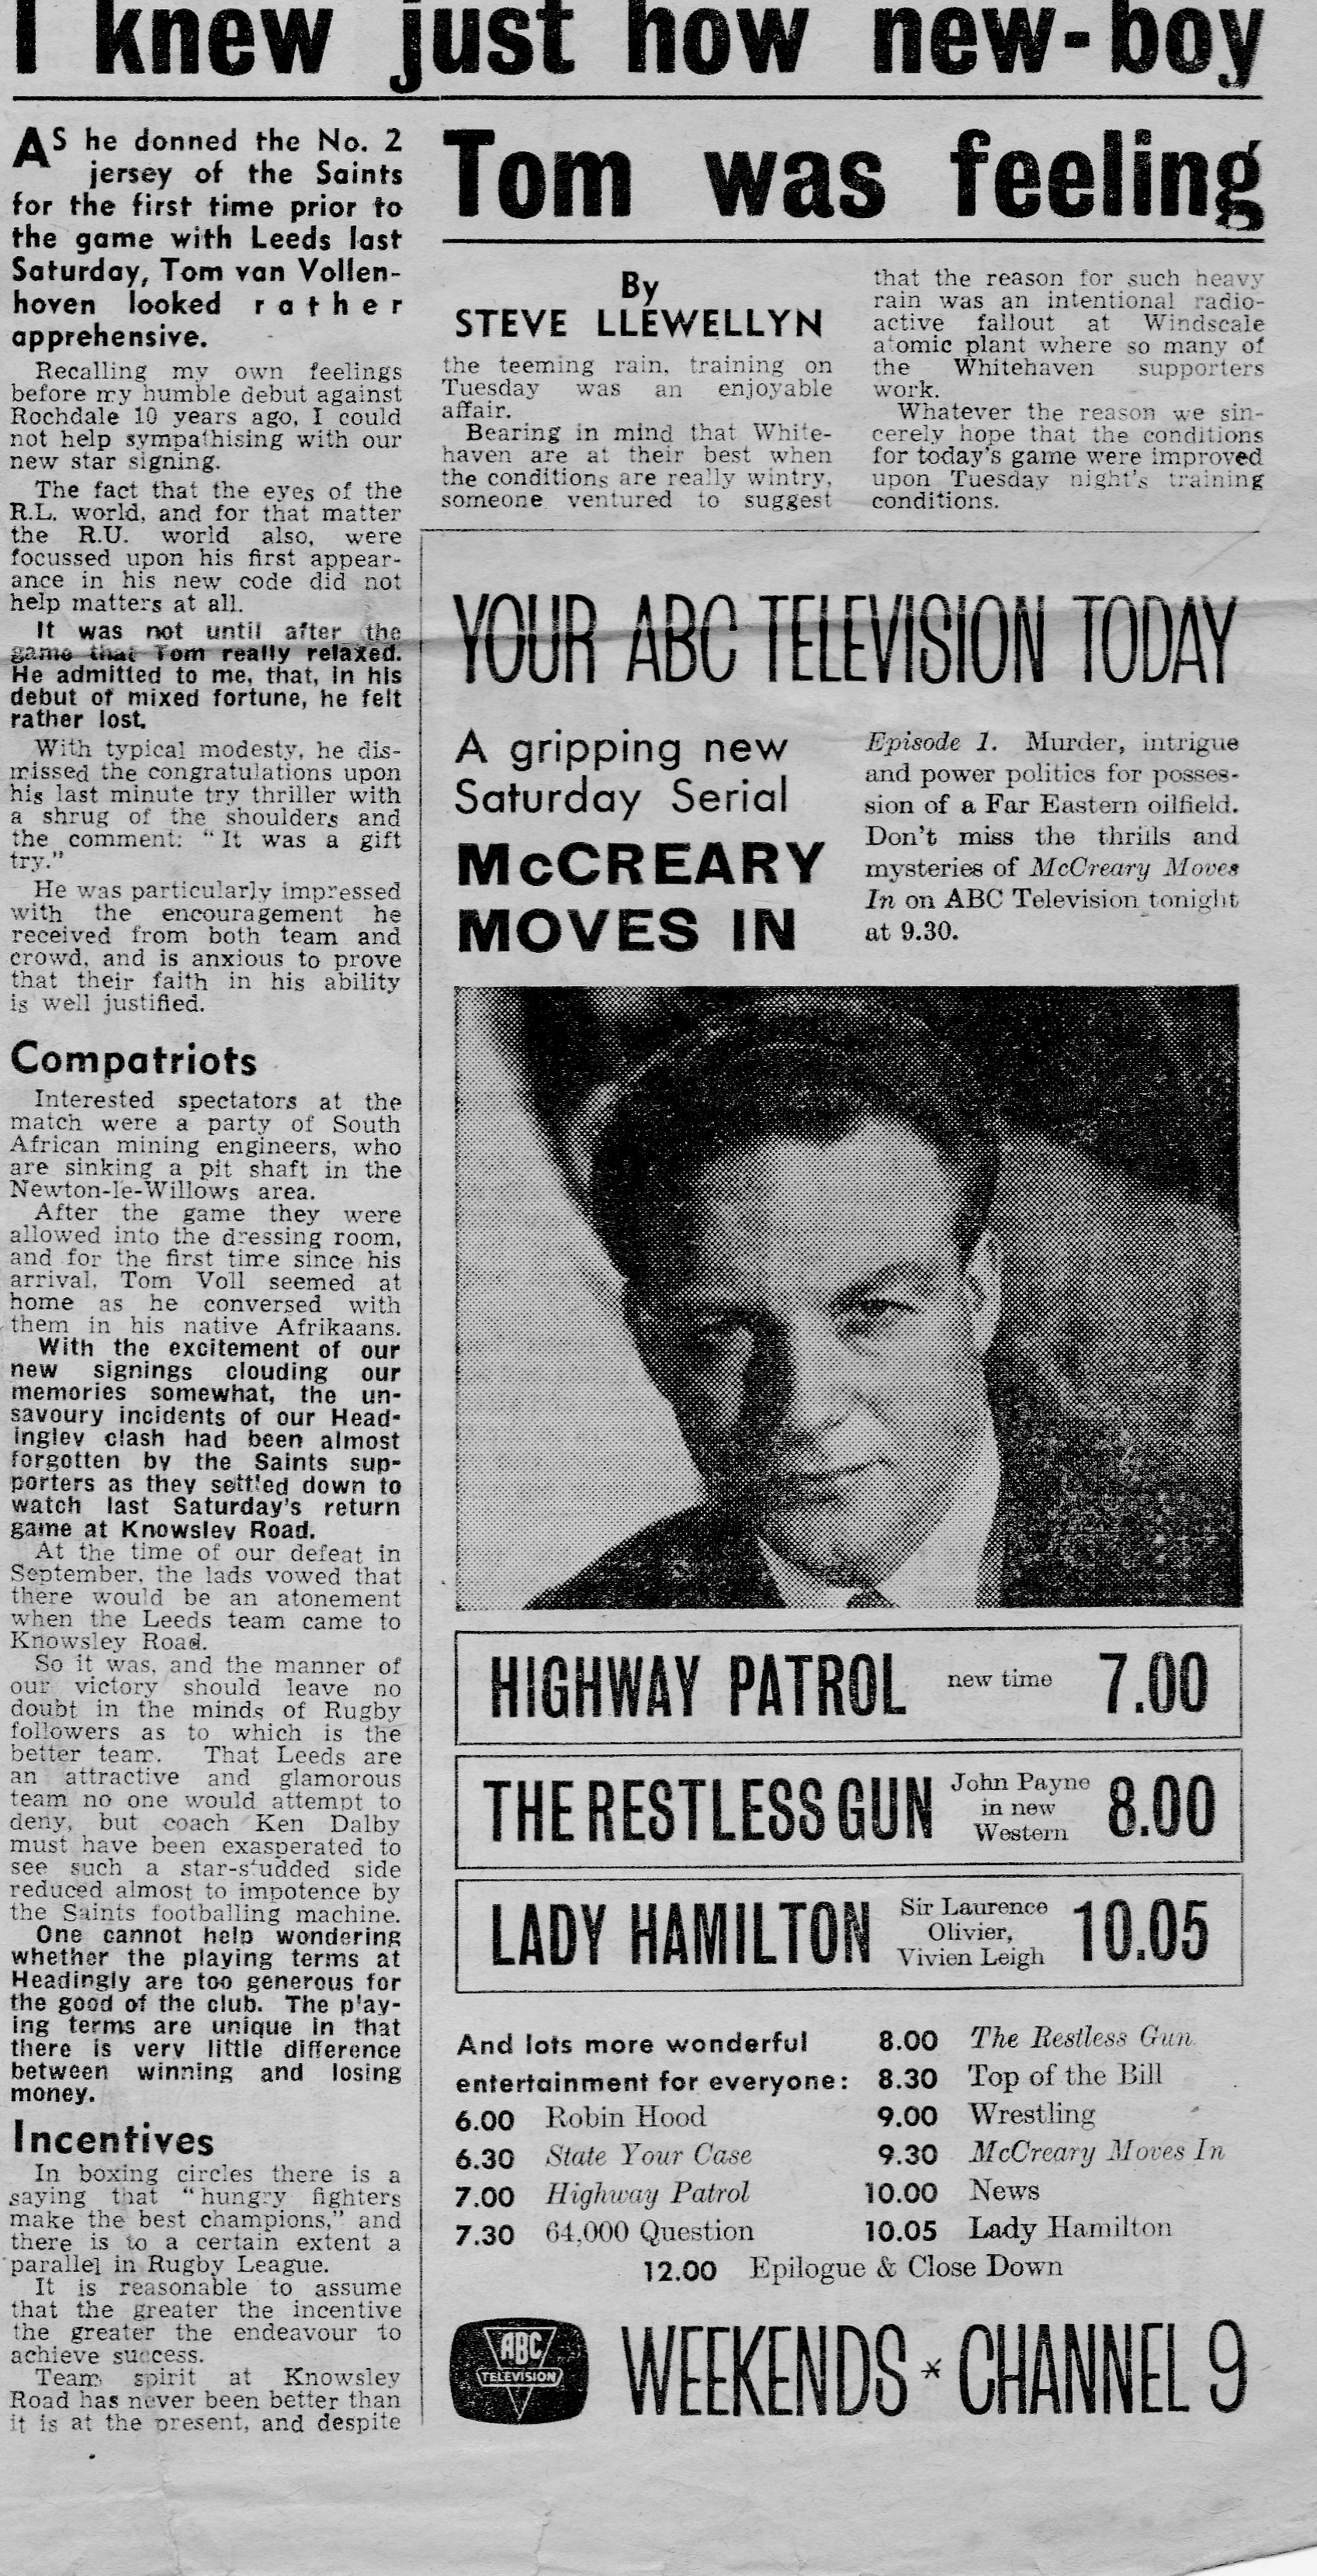 I knew just how new-boy
Tom was feeling
By
STEVE LLEWELLYN
AS he donned the No. 2
jersey of the Saints
for the first time prior to
the game with Leeds last
Saturday, Tom van Vollen-
hoven looked rather
apprehensive.
Recalling my own feelings
before my humble debut against
Rochdale 10 years ago, I could
not help sympathising with our
new star signing.
The fact that the eyes of the
R.L. world, and for that matter
the R.U. world also, were
focussed upon his first appear-
ance in his new code did not
help matters at all.
It was not until after the
game that Tom really relaxed.
He admitted to me, that, in his
debut of mixed fortune, he felt
rather lost.
With typical modesty, he dis-
missed the congratulations upon
his last minute try thriller with
a shrug of the shoulders and
the comment: "It was a gift
try."
He was particularly impressed
with the encouragement he
received from both team and
crowd, and is anxious to prove
that their faith in his ability
is well justified.
Compatriots
Interested spectators at the
match were a party of South
African mining engineers, who
are sinking a pit shaft in the
Newton-le-Willows area.
After the game they were
allowed into the dressing room,
and for the first time since his
arrival, Tom Voll seemed at
home as he conversed with
them in his native Afrikaans.
With the excitement of our
new signings clouding our
memories somewhat, the un-
savoury incidents of our Head-
ingley clash had been almost
forgotten by the Saints sup-
porters as they settled down to
watch last Saturday's return
game at Knowsley Road.
At the time of our defeat in
September, the lads vowed that
there would be an atonement
when the Leeds team came to
Knowsley Road.
So it was, and the manner of
our victory should leave no
doubt in the minds of Rugby
followers as to which is the
better team. That Leeds are
an attractive and glamorous
team no one would attempt to
deny, but coach Ken Dalby
must have been exasperated to
see such a star-studded side
reduced almost to impotence by
the Saints footballing machine.
One cannot help wondering
whether the playing terms at
Headingly are too generous for
the good of the club. The play-
ing terms are unique in that
there is very little difference
between winning and losing
money.
Incentives
In boxing circles there is a
saying that "hungry fighters
make the best champions," and
there is to a certain extent a
parallel in Rugby League.
It is reasonable to assume
that the greater the incentive
the greater the endeavour to
achieve success.
Team spirit at Knowsley
Road has never been better than
it is at the present, and despite
the teeming rain, training on
Tuesday was an enjoyable
affair.
Bearing in mind that White-
haven are at their best when
the conditions are really wintry,
someone ventured to suggest
that the reason for such heavy
rain was an intentional radio-
active fallout at Windscale
atomic plant where so many of
the Whitehaven supporters
work.
Whatever the reason we sin-
cerely hope that the conditions
for today's game were improved
upon Tuesday night's training
conditions.
YOUR ABC TELEVISION TODAY
A gripping new
Saturday Serial
McCREARY
MOVES IN
Episode 1. Murder, intrigue
and power politics for posses-
sion of a Far Eastern oilfield.
Don't miss the thrills and
mysteries of McCreary Moves
In on ABC Television tonight
at 9.30.
HIGHWAY PATROL new time 7.00
THE RESTLESS GUN John Payne in new Western 8.00
LADY HAMILTON Sir Laurence Olivier, Vivien Leigh 10.05
And lots more wonderful
entertainment for everyone:
6.00 Robin Hood
6.30 State Your Case
7.00 Highway Patrol
7.30 64,000 Question
8.00 The Restless Gun
8.30 Top of the Bill
9.00 Wrestling
9.30 McCreary Moves In
10.00 News
10.05 Lady Hamilton
12.00 Epilogue & Close Down
ABC
TELEVISION
WEEKENDS * CHANNEL 9